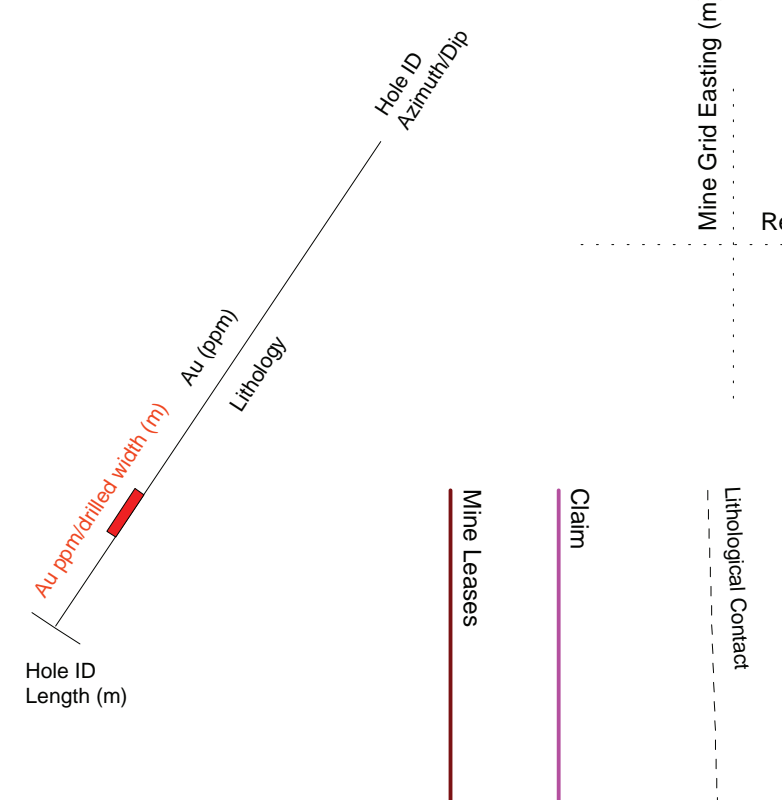 Hole ID
Azimuth/Dip
Mine Grid Easting (m
Au (ppm)
Lithology
Au ppm/drilled width (m)
Hole ID
Length (m)
Mine Leases
Claim
Lithological Contact